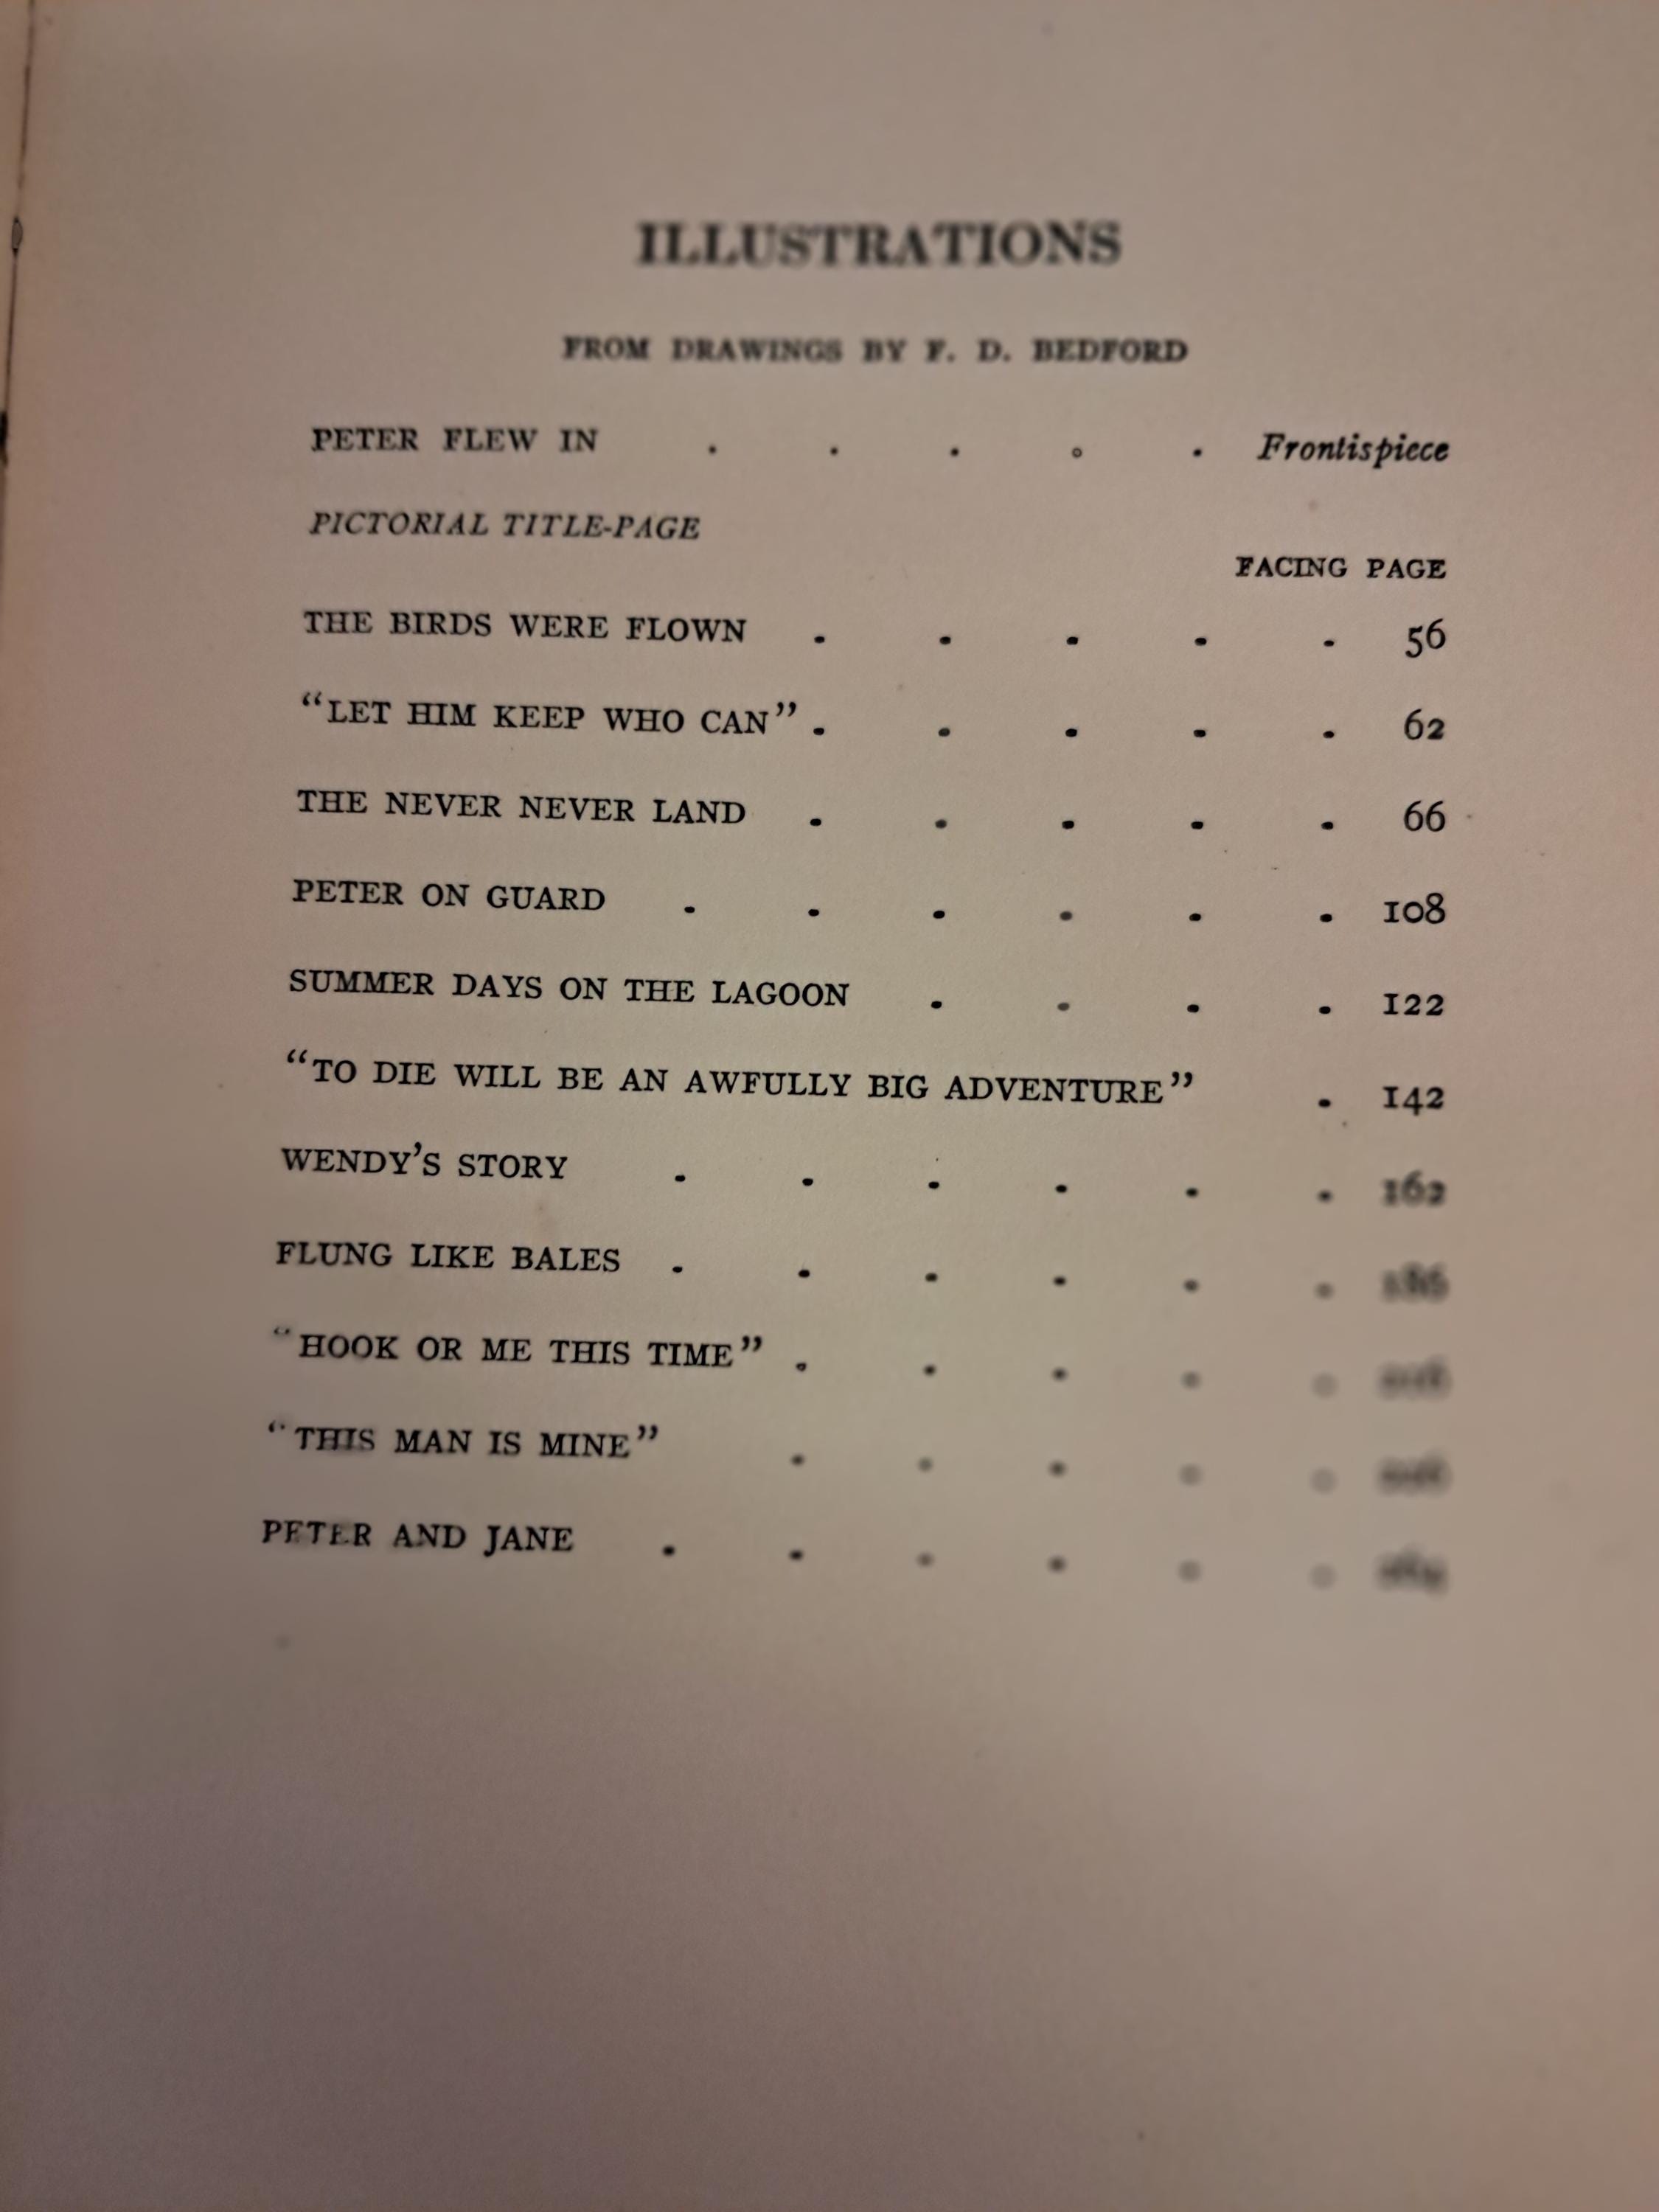 ILLUSTRATIONS
FROM DRAWINGS BY F. D. BEDFORD
PETER FLEW IN . . . . . Frontispiece
PICTORIAL TITLE-PAGE
FACING PAGE
THE BIRDS WERE FLOWN . . . . . 56
“LET HIM KEEP WHO CAN” . . . . . 62
THE NEVER NEVER LAND . . . . . 66
PETER ON GUARD . . . . . . 108
SUMMER DAYS ON THE LAGOON . . . . 122
“TO DIE WILL BE AN AWFULLY BIG ADVENTURE” . 142
WENDY’S STORY . . . . . . 162
FLUNG LIKE BALES . . . . . .
“HOOK OR ME THIS TIME” . . . . .
“THIS MAN IS MINE” . . . . .
PETER AND JANE . . . . . .